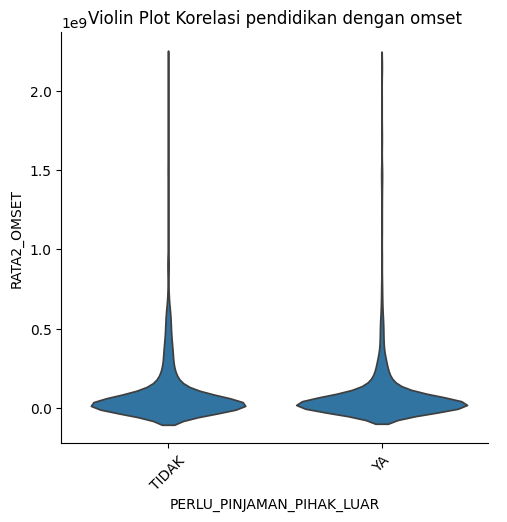 Violin Plot Korelasi pendidikan dengan omset
1e9
2.0
1.5
1.0
0.5
0.0
RATA2_OMSET
TIDAK
YA
PERLU_PINJAMAN_PIHAK_LUAR